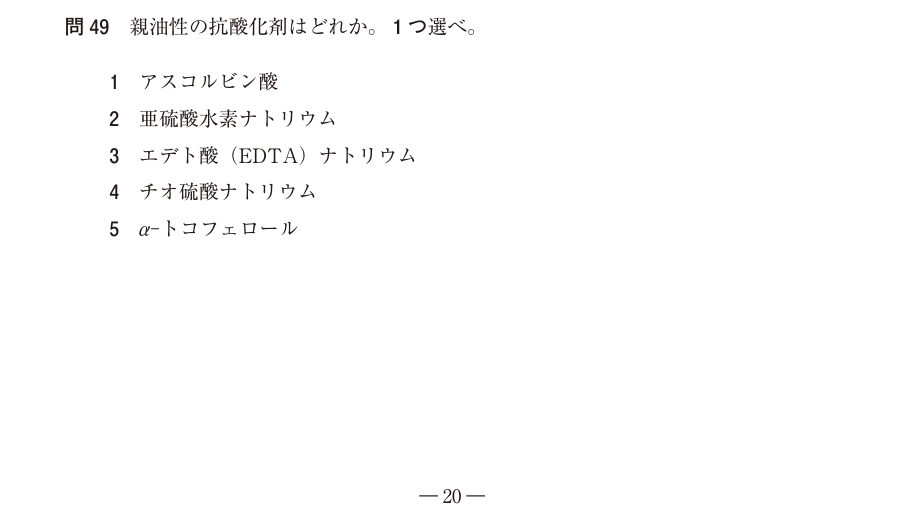 問 49 親油性の抗酸化剤はどれか。1つ選べ。
1 アスコルビン酸
2 亜硫酸水素ナトリウム
3 エデト酸（EDTA）ナトリウム
4 チオ硫酸ナトリウム
5 α-トコフェロール
— 20 —